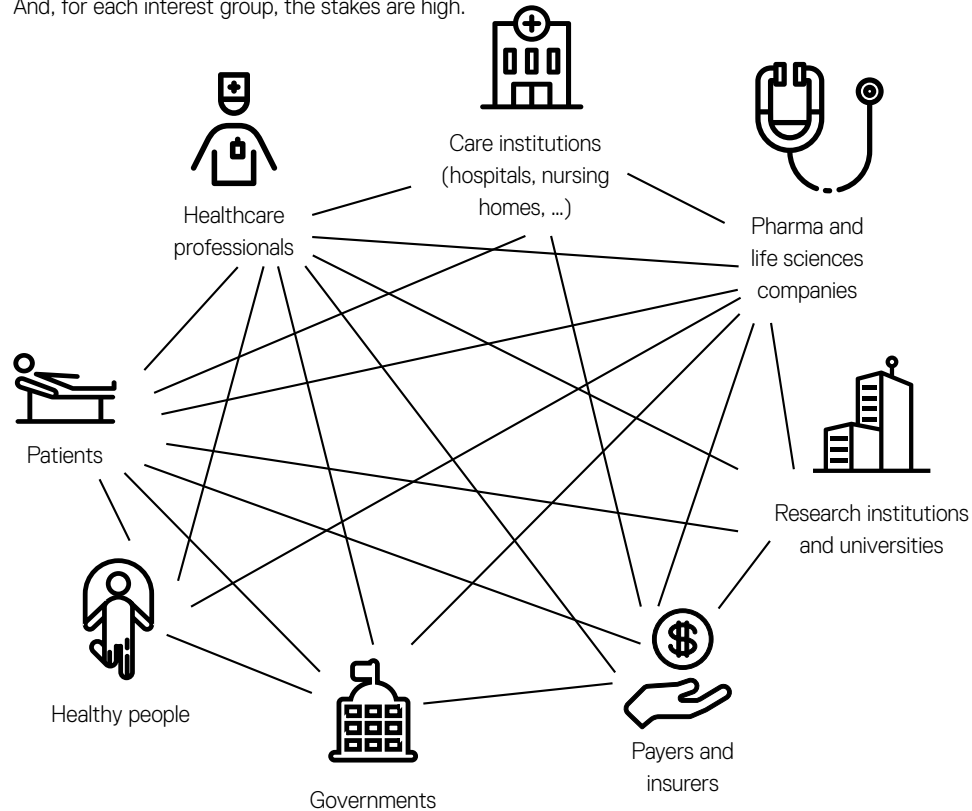 And, for each interest group, the stakes are high.
Care institutions
(hospitals, nursing
homes, ...)
Healthcare
professionals
Pharma and
life sciences
companies
Patients
Research institutions
and universities
$
Healthy people
Payers and
insurers
Governments